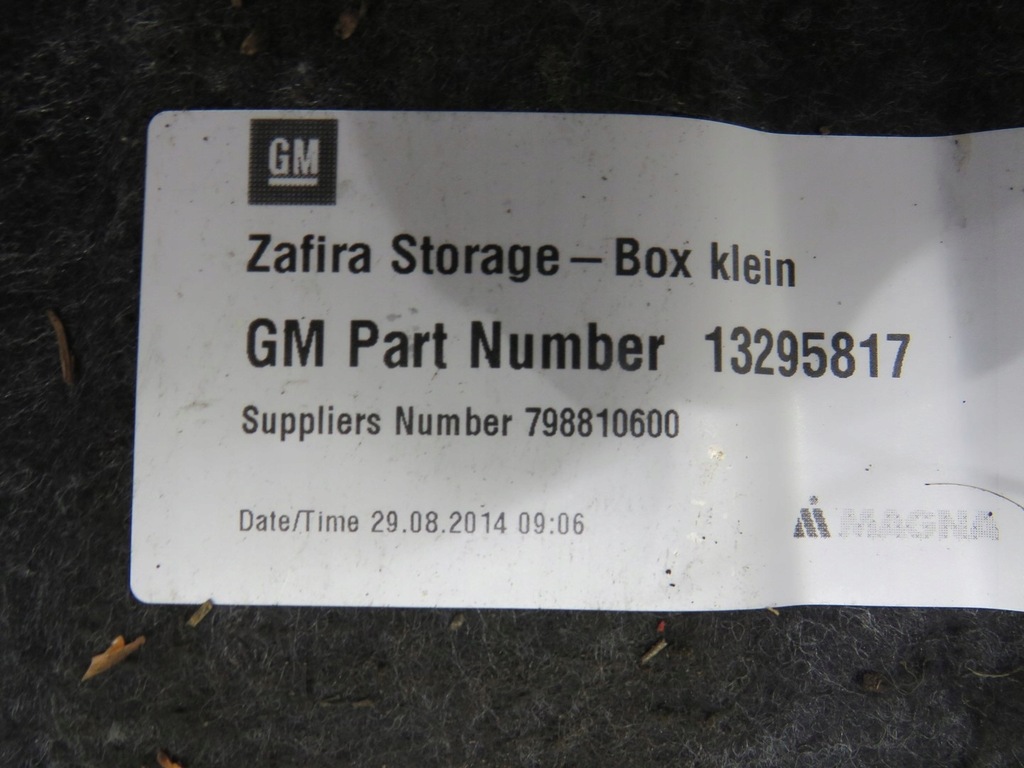 GM
Zafira Storage – Box klein
GM Part Number 13295817
Suppliers Number 798810600
Date/Time 29.08.2014 09:06
MAGNA